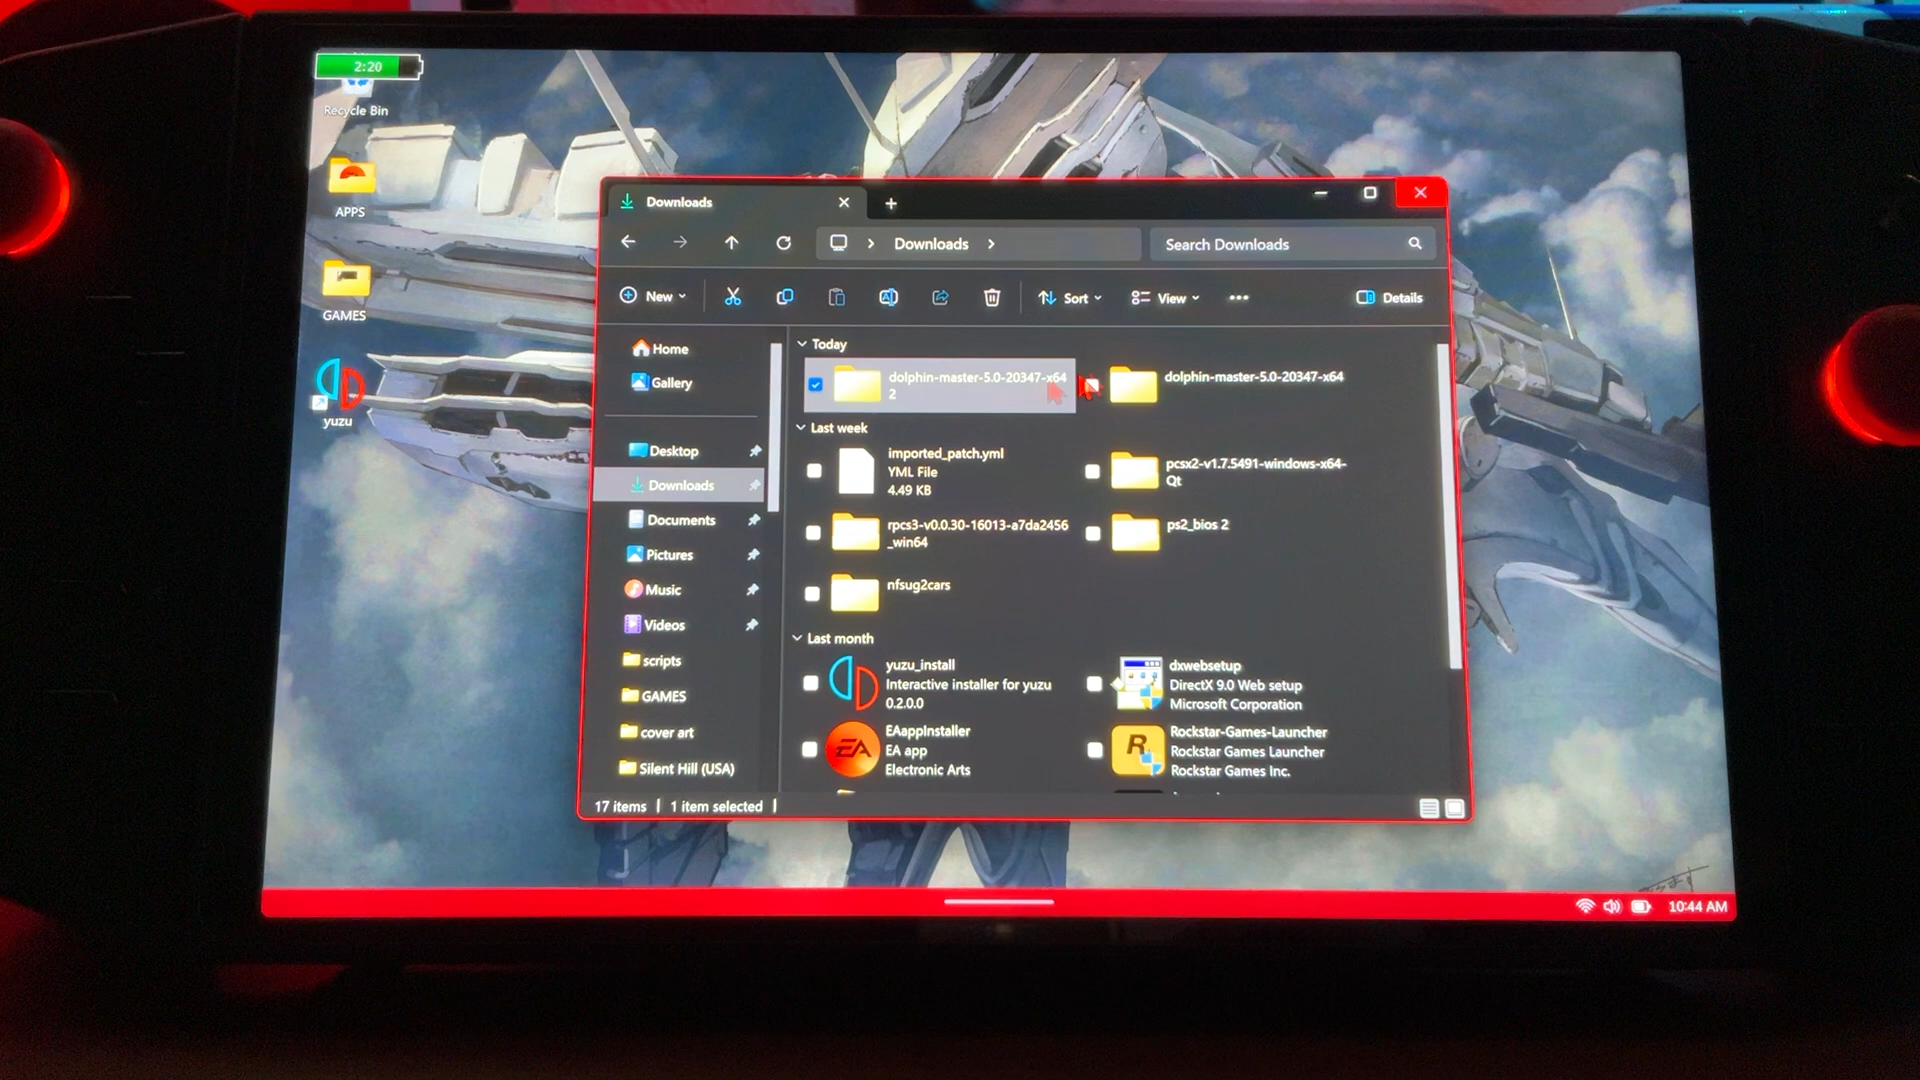 2:20
Recycle Bin
APPS
GAMES
yuzu
Downloads
Downloads
Search Downloads
New
Sort
View
Details
Home
Gallery
Desktop
Downloads
Documents
Pictures
Music
Videos
scripts
GAMES
cover art
Silent Hill (USA)
Today
dolphin-master-5.0-20347-x64
2
dolphin-master-5.0-20347-x64
Last week
imported_patch.yml
YML File
4.49 KB
pcsx2-v1.7.5491-windows-x64-
Qt
rpcs3-v0.0.30-16013-a7da2456
_win64
ps2_bios 2
nfsug2cars
Last month
yuzu_install
Interactive installer for yuzu
0.2.0.0
dxwebsetup
DirectX 9.0 Web setup
Microsoft Corporation
EA
EAappInstaller
EA app
Electronic Arts
R
Rockstar-Games-Launcher
Rockstar Games Launcher
Rockstar Games Inc.
17 items
1 item selected
10:44 AM